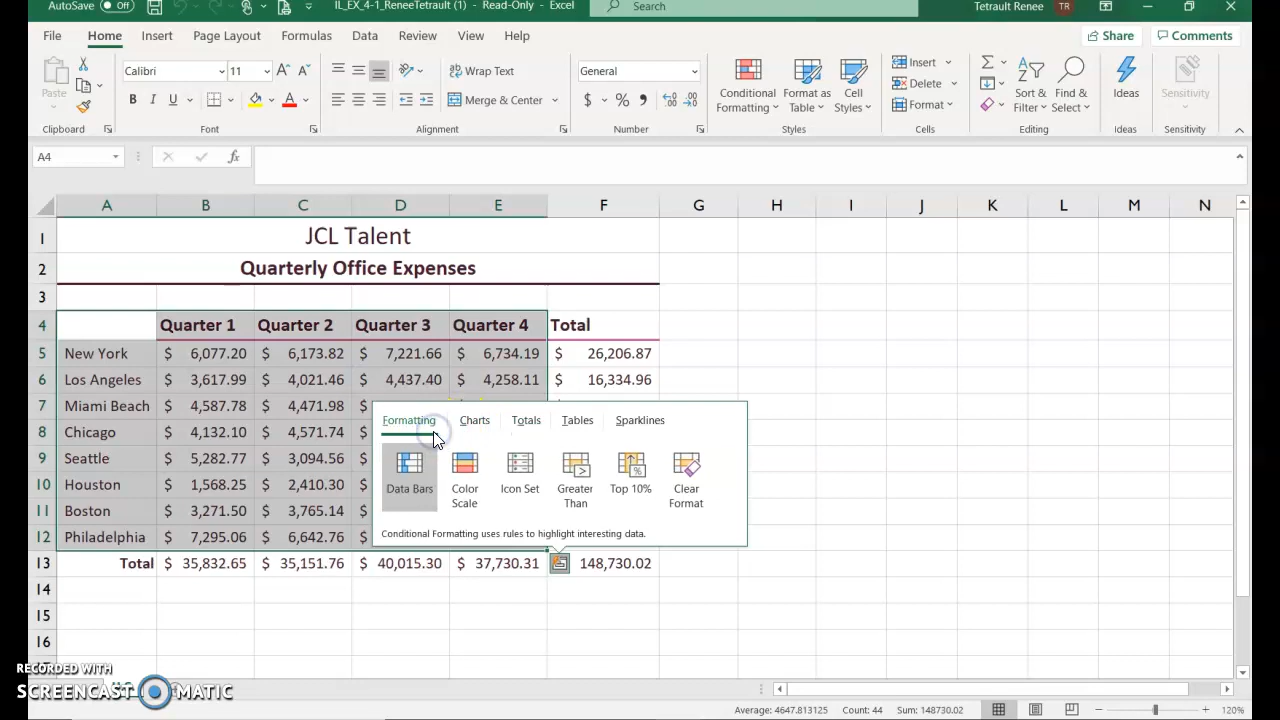 AutoSave Off IL_EX_4-1_ReneeTetrault (1) - Read-Only - Excel Search Tetrault Renee TR
File Home Insert Page Layout Formulas Data Review View Help Share Comments
Calibri 11 Wrap Text General Insert
Paste Conditional Format as Cell Delete Sort & Find & Ideas Sensitivity
B I U A Merge & Center $ % Formatting Table Styles Format Filter Select
Clipboard Font Alignment Number Styles Cells Editing Ideas Sensitivity
A4 fx
A B C D E F G H I J K L M N
1 JCL Talent
2 Quarterly Office Expenses
3
4 Quarter 1 Quarter 2 Quarter 3 Quarter 4 Total
5 New York $ 6,077.20 $ 6,173.82 $ 7,221.66 $ 6,734.19 $ 26,206.87
6 Los Angeles $ 3,617.99 $ 4,021.46 $ 4,437.40 $ 4,258.11 $ 16,334.96
7 Miami Beach $ 4,587.78 $ 4,471.98 $
8 Chicago $ 4,132.10 $ 4,571.74 $
9 Seattle $ 5,282.77 $ 3,094.56 $
10 Houston $ 1,568.25 $ 2,410.30 $
11 Boston $ 3,271.50 $ 3,765.14 $
12 Philadelphia $ 7,295.06 $ 6,642.76 $
Formatting Charts Totals Tables Sparklines
Data Bars Color Scale Icon Set Greater Than Top 10% Clear Format
Conditional Formatting uses rules to highlight interesting data.
13 Total $ 35,832.65 $ 35,151.76 $ 40,015.30 $ 37,730.31 148,730.02
14
15
16
RECORDED WITH
SCREENCAST MATIC
Average: 4647.813125 Count: 44 Sum: 148730.02 120%